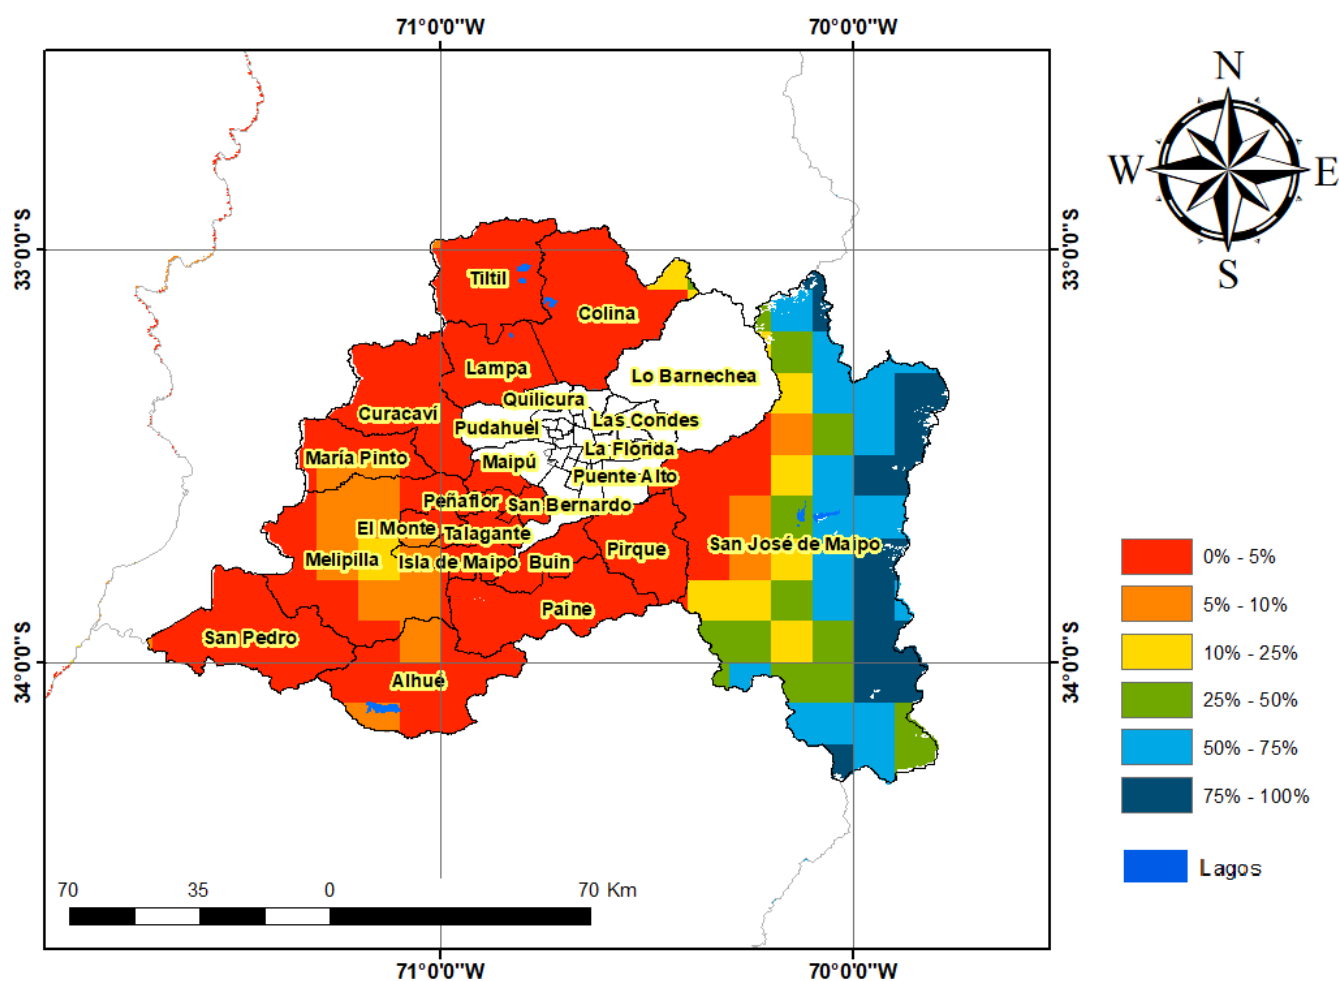 71°0'0"W
70°0'0"W
N
W
E
S
33°0'0"S
33°0'0"S
Tiltil
Colina
Lampa
Lo Barnechea
Quilicura
Curacaví
Las Condes
Pudahuel
La Florida
María Pinto
Maipú
Puente Alto
Peñaflor
San Bernardo
El Monte
Talagante
San José de Maipo
Pirque
Melipilla
Isla de Maipo
Buin
Paine
San Pedro
Alhué
34°0'0"S
34°0'0"S
0% - 5%
5% - 10%
10% - 25%
25% - 50%
50% - 75%
75% - 100%
Lagos
70 35 0 70 Km
71°0'0"W
70°0'0"W